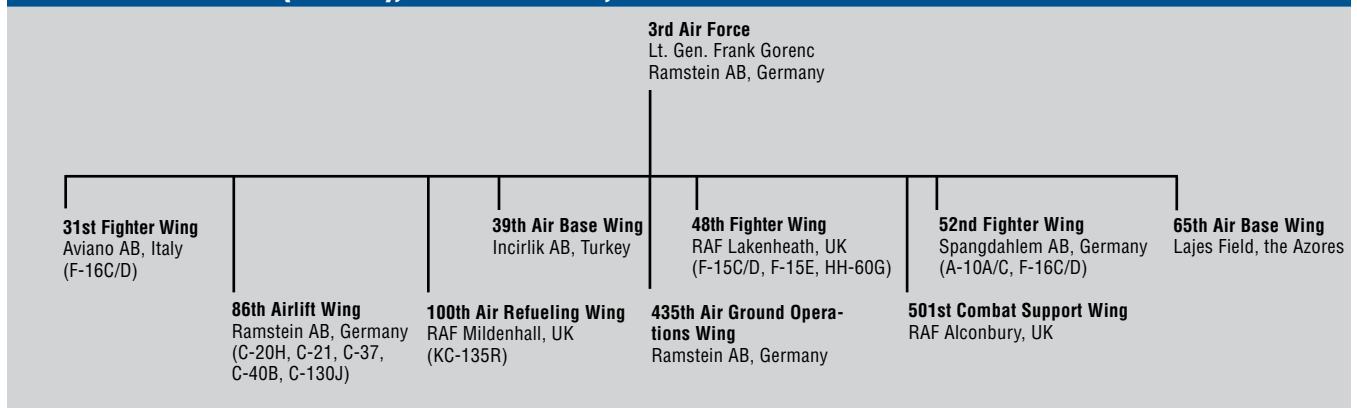 3rd Air Force
Lt. Gen. Frank Gorenc
Ramstein AB, Germany
31st Fighter Wing
Aviano AB, Italy
(F-16C/D)
39th Air Base Wing
Incirlik AB, Turkey
48th Fighter Wing
RAF Lakenheath, UK
(F-15C/D, F-15E, HH-60G)
52nd Fighter Wing
Spangdahlem AB, Germany
(A-10A/C, F-16C/D)
65th Air Base Wing
Lajes Field, the Azores
86th Airlift Wing
Ramstein AB, Germany
(C-20H, C-21, C-37,
C-40B, C-130J)
100th Air Refueling Wing
RAF Mildenhall, UK
(KC-135R)
435th Air Ground Opera-
tions Wing
Ramstein AB, Germany
501st Combat Support Wing
RAF Alconbury, UK